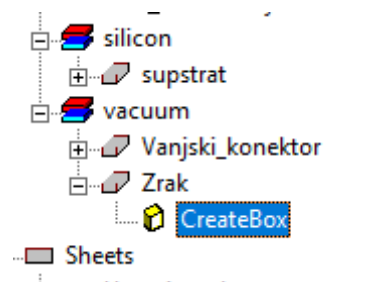 silicon
supstrat
vacuum
Vanjski_konektor
Zrak
CreateBox
Sheets